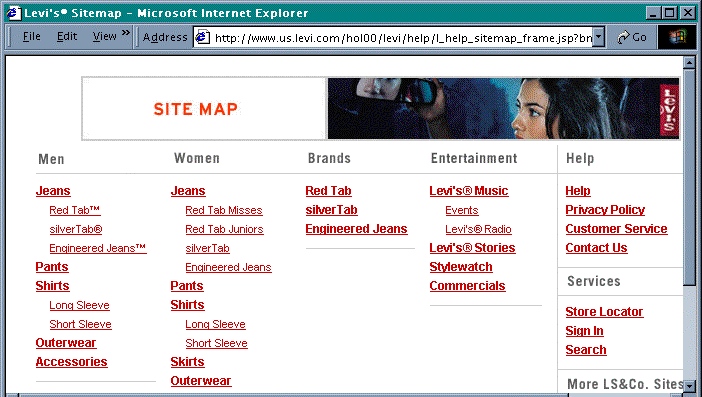 Levi's® Sitemap - Microsoft Internet Explorer
File Edit View » Address http://www.us.levi.com/hol00/levi/help/l_help_sitemap_frame.jsp?bn Go
SITE MAP
LEVI'S
Men
Jeans
Red Tab™
silverTab®
Engineered Jeans™
Pants
Shirts
Long Sleeve
Short Sleeve
Outerwear
Accessories
Women
Jeans
Red Tab Misses
Red Tab Juniors
silverTab
Engineered Jeans
Pants
Shirts
Long Sleeve
Short Sleeve
Skirts
Outerwear
Brands
Red Tab
silverTab
Engineered Jeans
Entertainment
Levi's® Music
Events
Levi's® Radio
Levi's® Stories
Stylewatch
Commercials
Help
Help
Privacy Policy
Customer Service
Contact Us
Services
Store Locator
Sign In
Search
More LS&Co. Sites